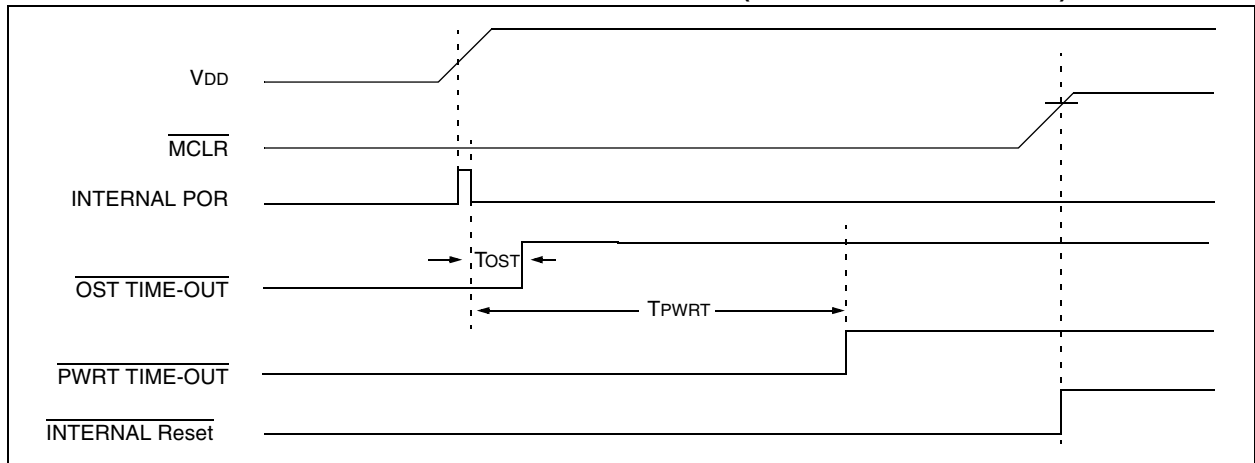 VDD
MCLR
INTERNAL POR
TOST
OST TIME-OUT
TPWRT
PWRT TIME-OUT
INTERNAL Reset